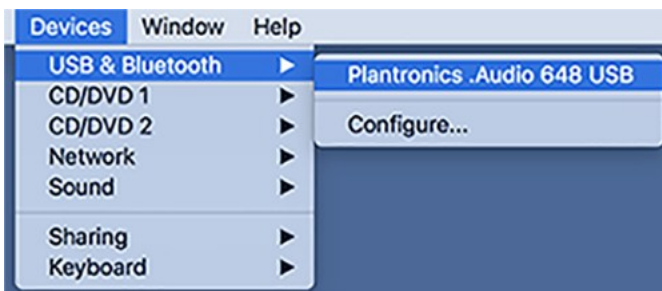 Devices Window Help
USB & Bluetooth
Plantronics .Audio 648 USB
CD/DVD 1
Configure...
CD/DVD 2
Network
Sound
Sharing
Keyboard